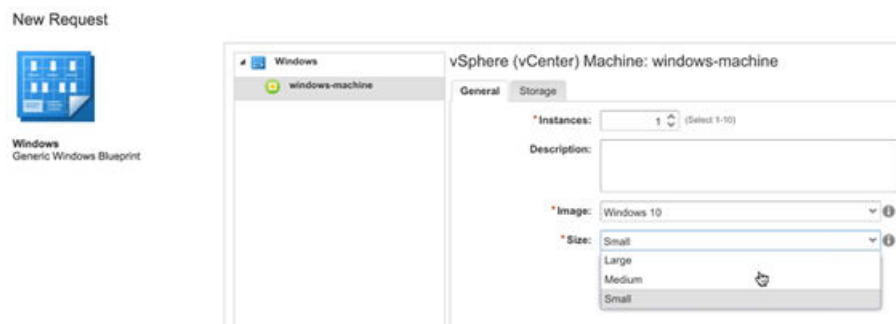 New Request
Windows
Generic Windows Blueprint
Windows
windows-machine
vSphere (vCenter) Machine: windows-machine
General Storage
*Instances: 1 (Select 1-10)
Description:
*Image: Windows 10
*Size: Small
Large
Medium
Small